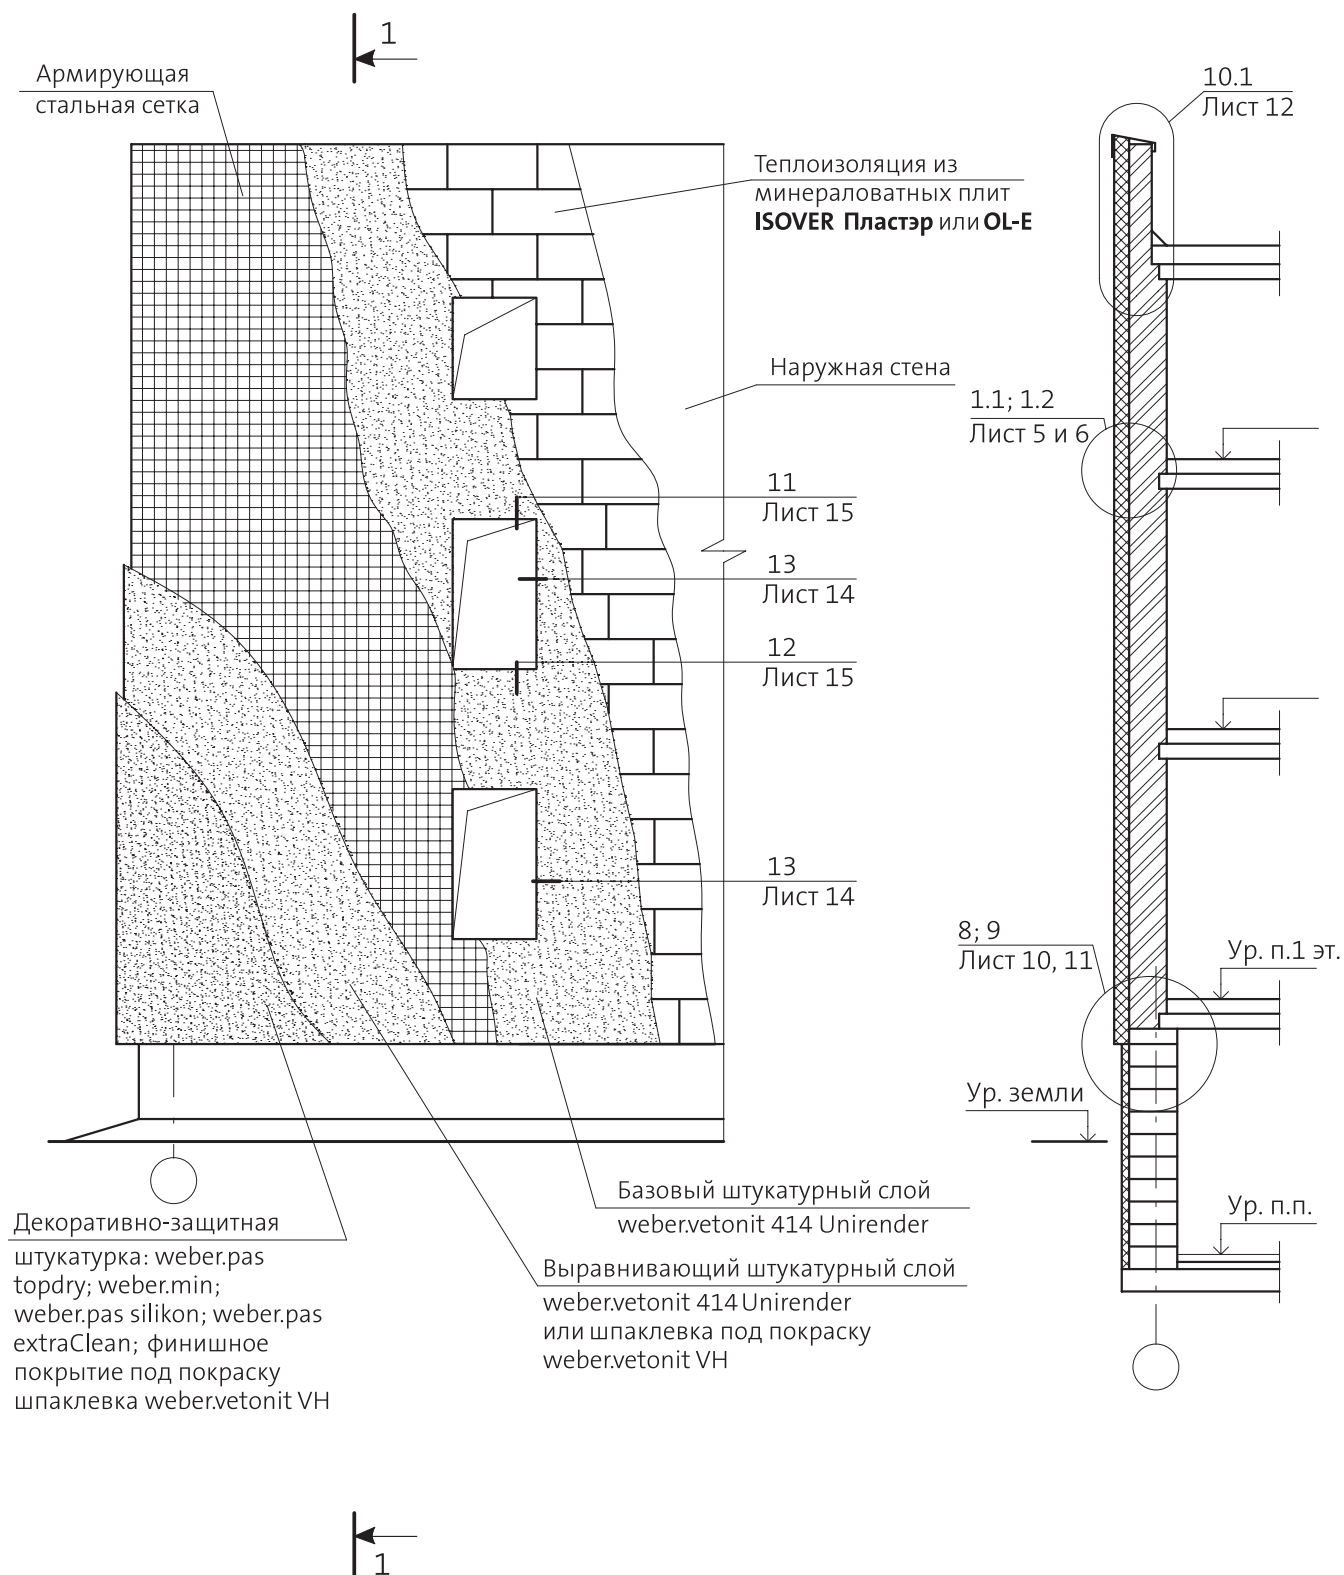 1
Армирующая
стальная сетка
10.1
Лист 12
Теплоизоляция из
минераловатных плит
ISOVER Пластэр или OL-E
Наружная стена
1.1; 1.2
Лист 5 и 6
11
Лист 15
13
Лист 14
12
Лист 15
13
Лист 14
8; 9
Лист 10, 11
Ур. п.1 эт.
Ур. земли
Ур. п.п.
Базовый штукатурный слой
weber.vetonit 414 Unirender
Декоративно-защитная
штукатурка: weber.pas
topdry; weber.min;
weber.pas silikon; weber.pas
extraClean; финишное
покрытие под покраску
шпаклевка weber.vetonit VH
Выравнивающий штукатурный слой
weber.vetonit 414 Unirender
или шпаклевка под покраску
weber.vetonit VH
1